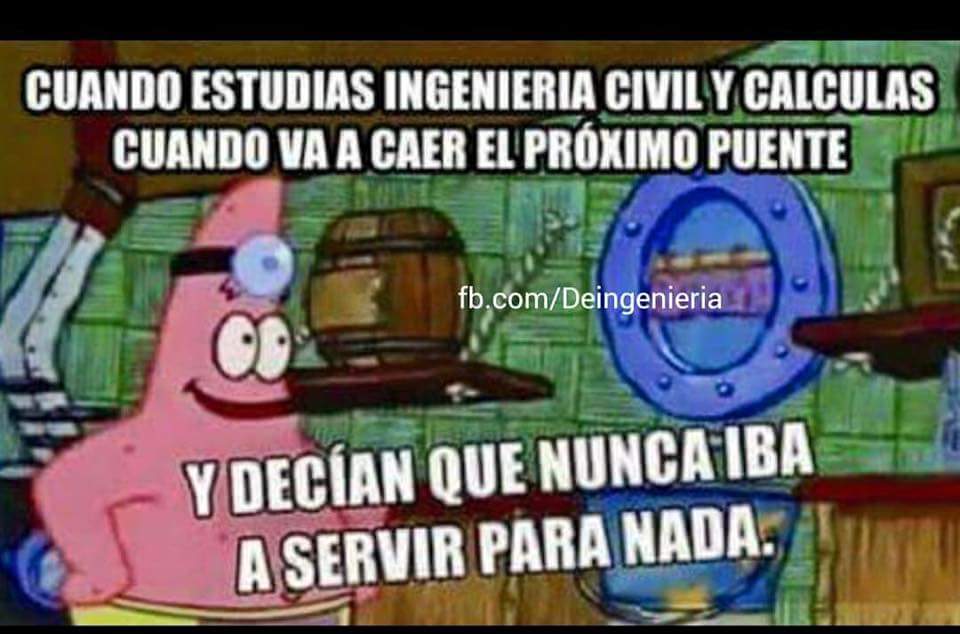 CUANDO ESTUDIAS INGENIERIA CIVIL Y CALCULAS
CUANDO VA A CAER EL PRÓXIMO PUENTE
fb.com/Deingenieria
Y DECÍAN QUE NUNCA IBA
A SERVIR PARA NADA.